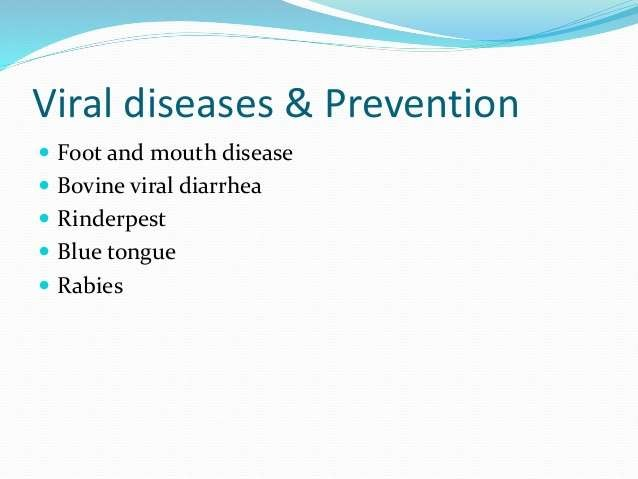 Viral diseases & Prevention
Foot and mouth disease
Bovine viral diarrhea
Rinderpest
Blue tongue
Rabies